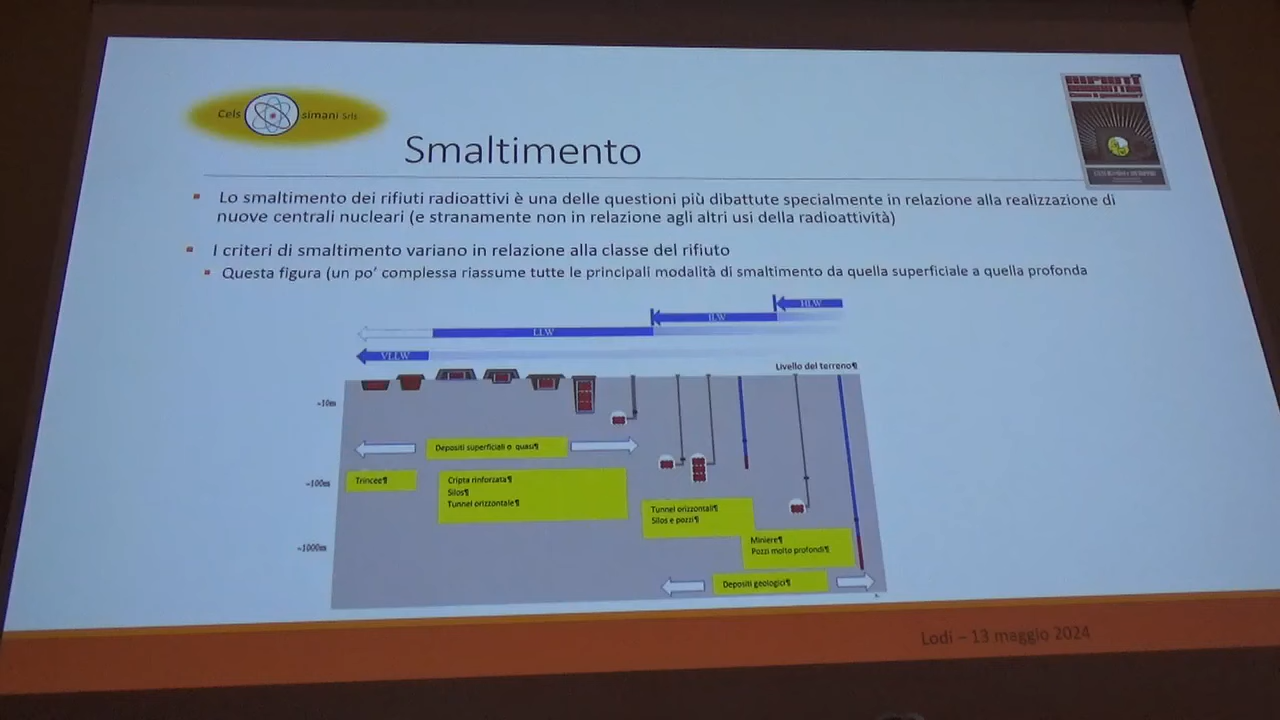 Cels simani Srls
Smaltimento
Lo smaltimento dei rifiuti radioattivi è una delle questioni più dibattute specialmente in relazione alla realizzazione di
nuove centrali nucleari (e stranamente non in relazione agli altri usi della radioattività)
I criteri di smaltimento variano in relazione alla classe del rifiuto
Questa figura (un po' complessa riassume tutte le principali modalità di smaltimento da quella superficiale a quella profonda
HLW
ILW
LLW
VLLW
Livello del terreno¶
~10m
Depositi superficiali o quasi¶
~100m
Trincee¶
Cripta rinforzata¶
Silos¶
Tunnel orizzontale¶
Tunnel orizzontali¶
Silos e pozzi¶
~1000m
Miniere¶
Pozzi molto profondi¶
Depositi geologici¶
Lodi – 13 maggio 2024